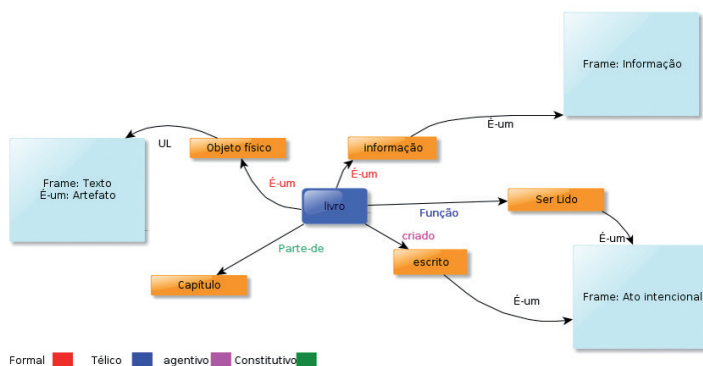 Frame: Informação
É-um
UL
Objeto físico
informação
Frame: Texto
É-um: Artefato
É-um
É-um
livro
Ser Lido
Função
criado
É-um
Parte-de
escrito
Capítulo
É-um
Frame: Ato intencional
Formal
Télico
agentivo
Constitutivo